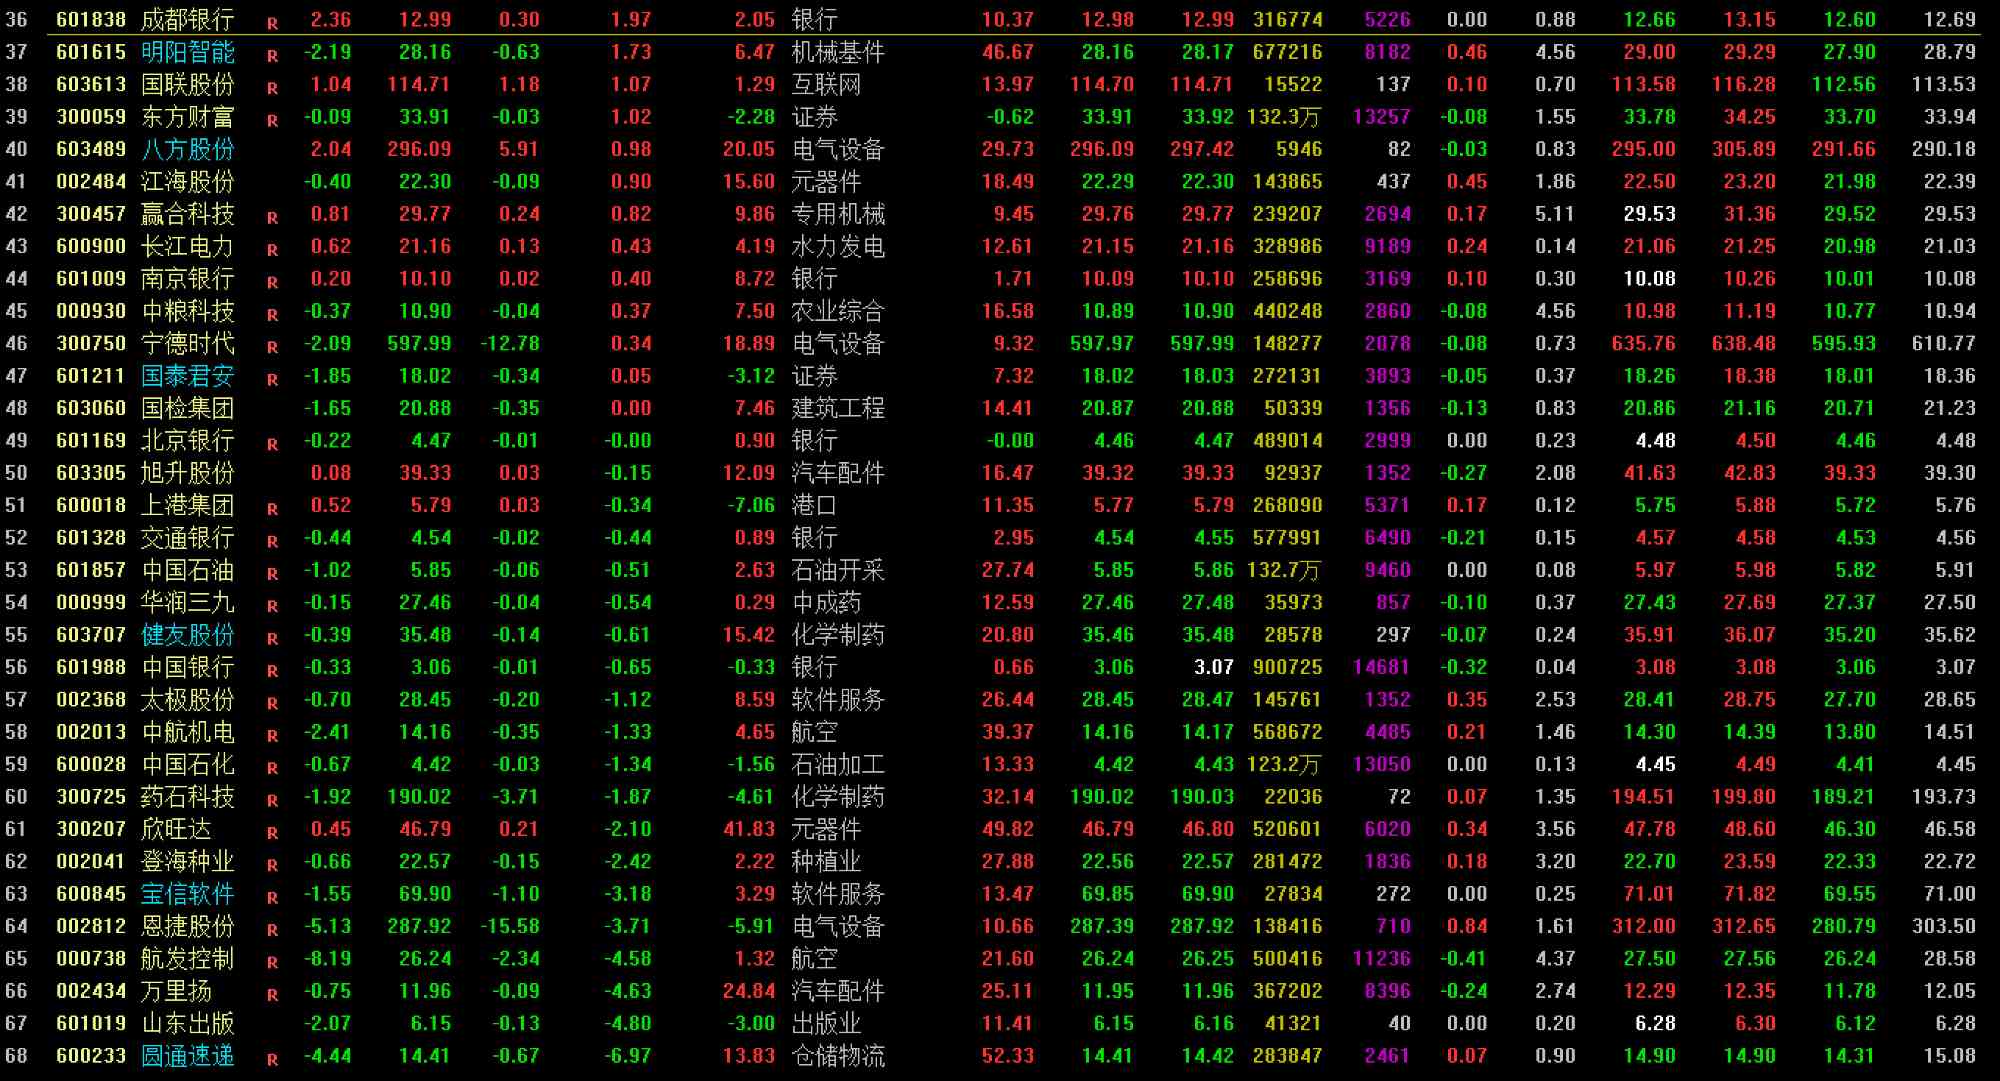 36 601838 成都银行 R 2.36 12.99 0.30 1.97 2.05 银行 10.37 12.98 12.99 316774 5226 0.00 0.88 12.66 13.15 12.60 12.69
37 601615 明阳智能 R -2.19 28.16 -0.63 1.73 6.47 机械基件 46.67 28.16 28.17 677216 8182 0.46 4.56 29.00 29.29 27.90 28.79
38 603613 国联股份 R 1.04 114.71 1.18 1.07 1.29 互联网 13.97 114.70 114.71 15522 137 0.10 0.70 113.58 116.28 112.56 113.53
39 300059 东方财富 R -0.09 33.91 -0.03 1.02 -2.28 证券 -0.62 33.91 33.92 132.3万 13257 -0.08 1.55 33.78 34.25 33.70 33.94
40 603489 八方股份 2.04 296.09 5.91 0.98 20.05 电气设备 29.73 296.09 297.42 5946 82 -0.03 0.83 295.00 305.89 291.66 290.18
41 002484 江海股份 -0.40 22.30 -0.09 0.90 15.60 元器件 18.49 22.29 22.30 143865 437 0.45 1.86 22.50 23.20 21.98 22.39
42 300457 赢合科技 R 0.81 29.77 0.24 0.82 9.86 专用机械 9.45 29.76 29.77 239207 2694 0.17 5.11 29.53 31.36 29.52 29.53
43 600900 长江电力 R 0.62 21.16 0.13 0.43 4.19 水力发电 12.61 21.15 21.16 328986 9189 0.24 0.14 21.06 21.25 20.98 21.03
44 601009 南京银行 R 0.20 10.10 0.02 0.40 8.72 银行 1.71 10.09 10.10 258696 3169 0.10 0.30 10.08 10.26 10.01 10.08
45 000930 中粮科技 R -0.37 10.90 -0.04 0.37 7.50 农业综合 16.58 10.89 10.90 440248 2860 -0.08 4.56 10.98 11.19 10.77 10.94
46 300750 宁德时代 R -2.09 597.99 -12.78 0.34 18.89 电气设备 9.32 597.97 597.99 148277 2078 -0.08 0.73 635.76 638.48 595.93 610.77
47 601211 国泰君安 R -1.85 18.02 -0.34 0.05 -3.12 证券 7.32 18.02 18.03 272131 3893 -0.05 0.37 18.26 18.38 18.01 18.36
48 603060 国检集团 -1.65 20.88 -0.35 0.00 7.46 建筑工程 14.41 20.87 20.88 50339 1356 -0.13 0.83 20.86 21.16 20.71 21.23
49 601169 北京银行 R -0.22 4.47 -0.01 -0.00 0.90 银行 -0.00 4.46 4.47 489014 2999 0.00 0.23 4.48 4.50 4.46 4.48
50 603305 旭升股份 0.08 39.33 0.03 -0.15 12.09 汽车配件 16.47 39.32 39.33 92937 1352 -0.27 2.08 41.63 42.83 39.33 39.30
51 600018 上港集团 R 0.52 5.79 0.03 -0.34 -7.06 港口 11.35 5.77 5.79 268090 5371 0.17 0.12 5.75 5.88 5.72 5.76
52 601328 交通银行 R -0.44 4.54 -0.02 -0.44 0.89 银行 2.95 4.54 4.55 577991 6490 -0.21 0.15 4.57 4.58 4.53 4.56
53 601857 中国石油 R -1.02 5.85 -0.06 -0.51 2.63 石油开采 27.74 5.85 5.86 132.7万 9460 0.00 0.08 5.97 5.98 5.82 5.91
54 000999 华润三九 R -0.15 27.46 -0.04 -0.54 0.29 中成药 12.59 27.46 27.48 35973 857 -0.10 0.37 27.43 27.69 27.37 27.50
55 603707 健友股份 R -0.39 35.48 -0.14 -0.61 15.42 化学制药 20.80 35.46 35.48 28578 297 -0.07 0.24 35.91 36.07 35.20 35.62
56 601988 中国银行 R -0.33 3.06 -0.01 -0.65 -0.33 银行 0.66 3.06 3.07 900725 14681 -0.32 0.04 3.08 3.08 3.06 3.07
57 002368 太极股份 R -0.70 28.45 -0.20 -1.12 8.59 软件服务 26.44 28.45 28.47 145761 1352 0.35 2.53 28.41 28.75 27.70 28.65
58 002013 中航机电 R -2.41 14.16 -0.35 -1.33 4.65 航空 39.37 14.16 14.17 568672 4485 0.21 1.46 14.30 14.39 13.80 14.51
59 600028 中国石化 R -0.67 4.42 -0.03 -1.34 -1.56 石油加工 13.33 4.42 4.43 123.2万 13050 0.00 0.13 4.45 4.49 4.41 4.45
60 300725 药石科技 R -1.92 190.02 -3.71 -1.87 -4.61 化学制药 32.14 190.02 190.03 22036 72 0.07 1.35 194.51 199.80 189.21 193.73
61 300207 欣旺达 R 0.45 46.79 0.21 -2.10 41.83 元器件 49.82 46.79 46.80 520601 6020 0.34 3.56 47.78 48.60 46.30 46.58
62 002041 登海种业 R -0.66 22.57 -0.15 -2.42 2.22 种植业 27.88 22.56 22.57 281472 1836 0.18 3.20 22.70 23.59 22.33 22.72
63 600845 宝信软件 R -1.55 69.90 -1.10 -3.18 3.29 软件服务 13.47 69.85 69.90 27834 272 0.00 0.25 71.01 71.82 69.55 71.00
64 002812 恩捷股份 R -5.13 287.92 -15.58 -3.71 -5.91 电气设备 10.66 287.39 287.92 138416 710 0.84 1.61 312.00 312.65 280.79 303.50
65 000738 航发控制 R -8.19 26.24 -2.34 -4.58 1.32 航空 21.60 26.24 26.25 500416 11236 -0.41 4.37 27.50 27.56 26.24 28.58
66 002434 万里扬 R -0.75 11.96 -0.09 -4.63 24.84 汽车配件 25.11 11.95 11.96 367202 8396 -0.24 2.74 12.29 12.35 11.78 12.05
67 601019 山东出版 -2.07 6.15 -0.13 -4.80 -3.00 出版业 11.41 6.15 6.16 41321 40 0.00 0.20 6.28 6.30 6.12 6.28
68 600233 圆通速递 R -4.44 14.41 -0.67 -6.97 13.83 仓储物流 52.33 14.41 14.42 283847 2461 0.07 0.90 14.90 14.90 14.31 15.08